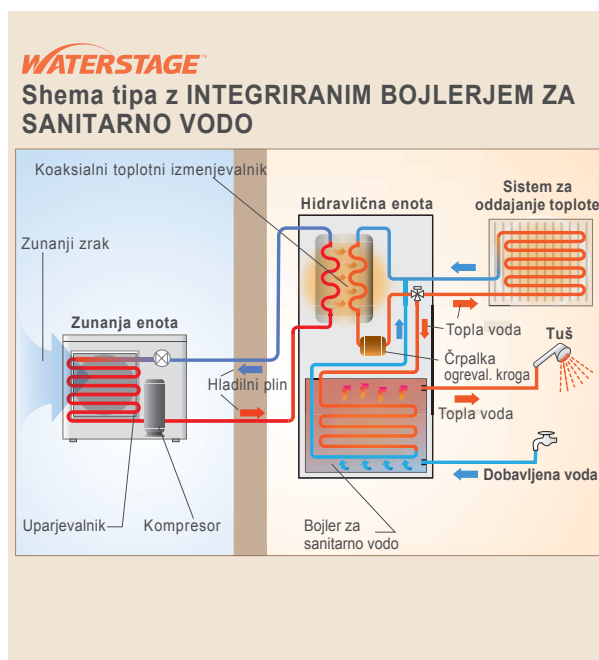 WATERSTAGE™
Shema tipa z INTEGRIRANIM BOJLERJEM ZA
SANITARNO VODO
Koaksialni toplotni izmenjevalnik
Hidravlična enota
Sistem za
oddajanje toplote
Zunanji zrak
Zunanja enota
Topla voda
Tuš
Črpalka
ogreval. kroga
Hladilni plin
Topla voda
Dobavljena voda
Uparjevalnik
Kompresor
Bojler za
sanitarno vodo